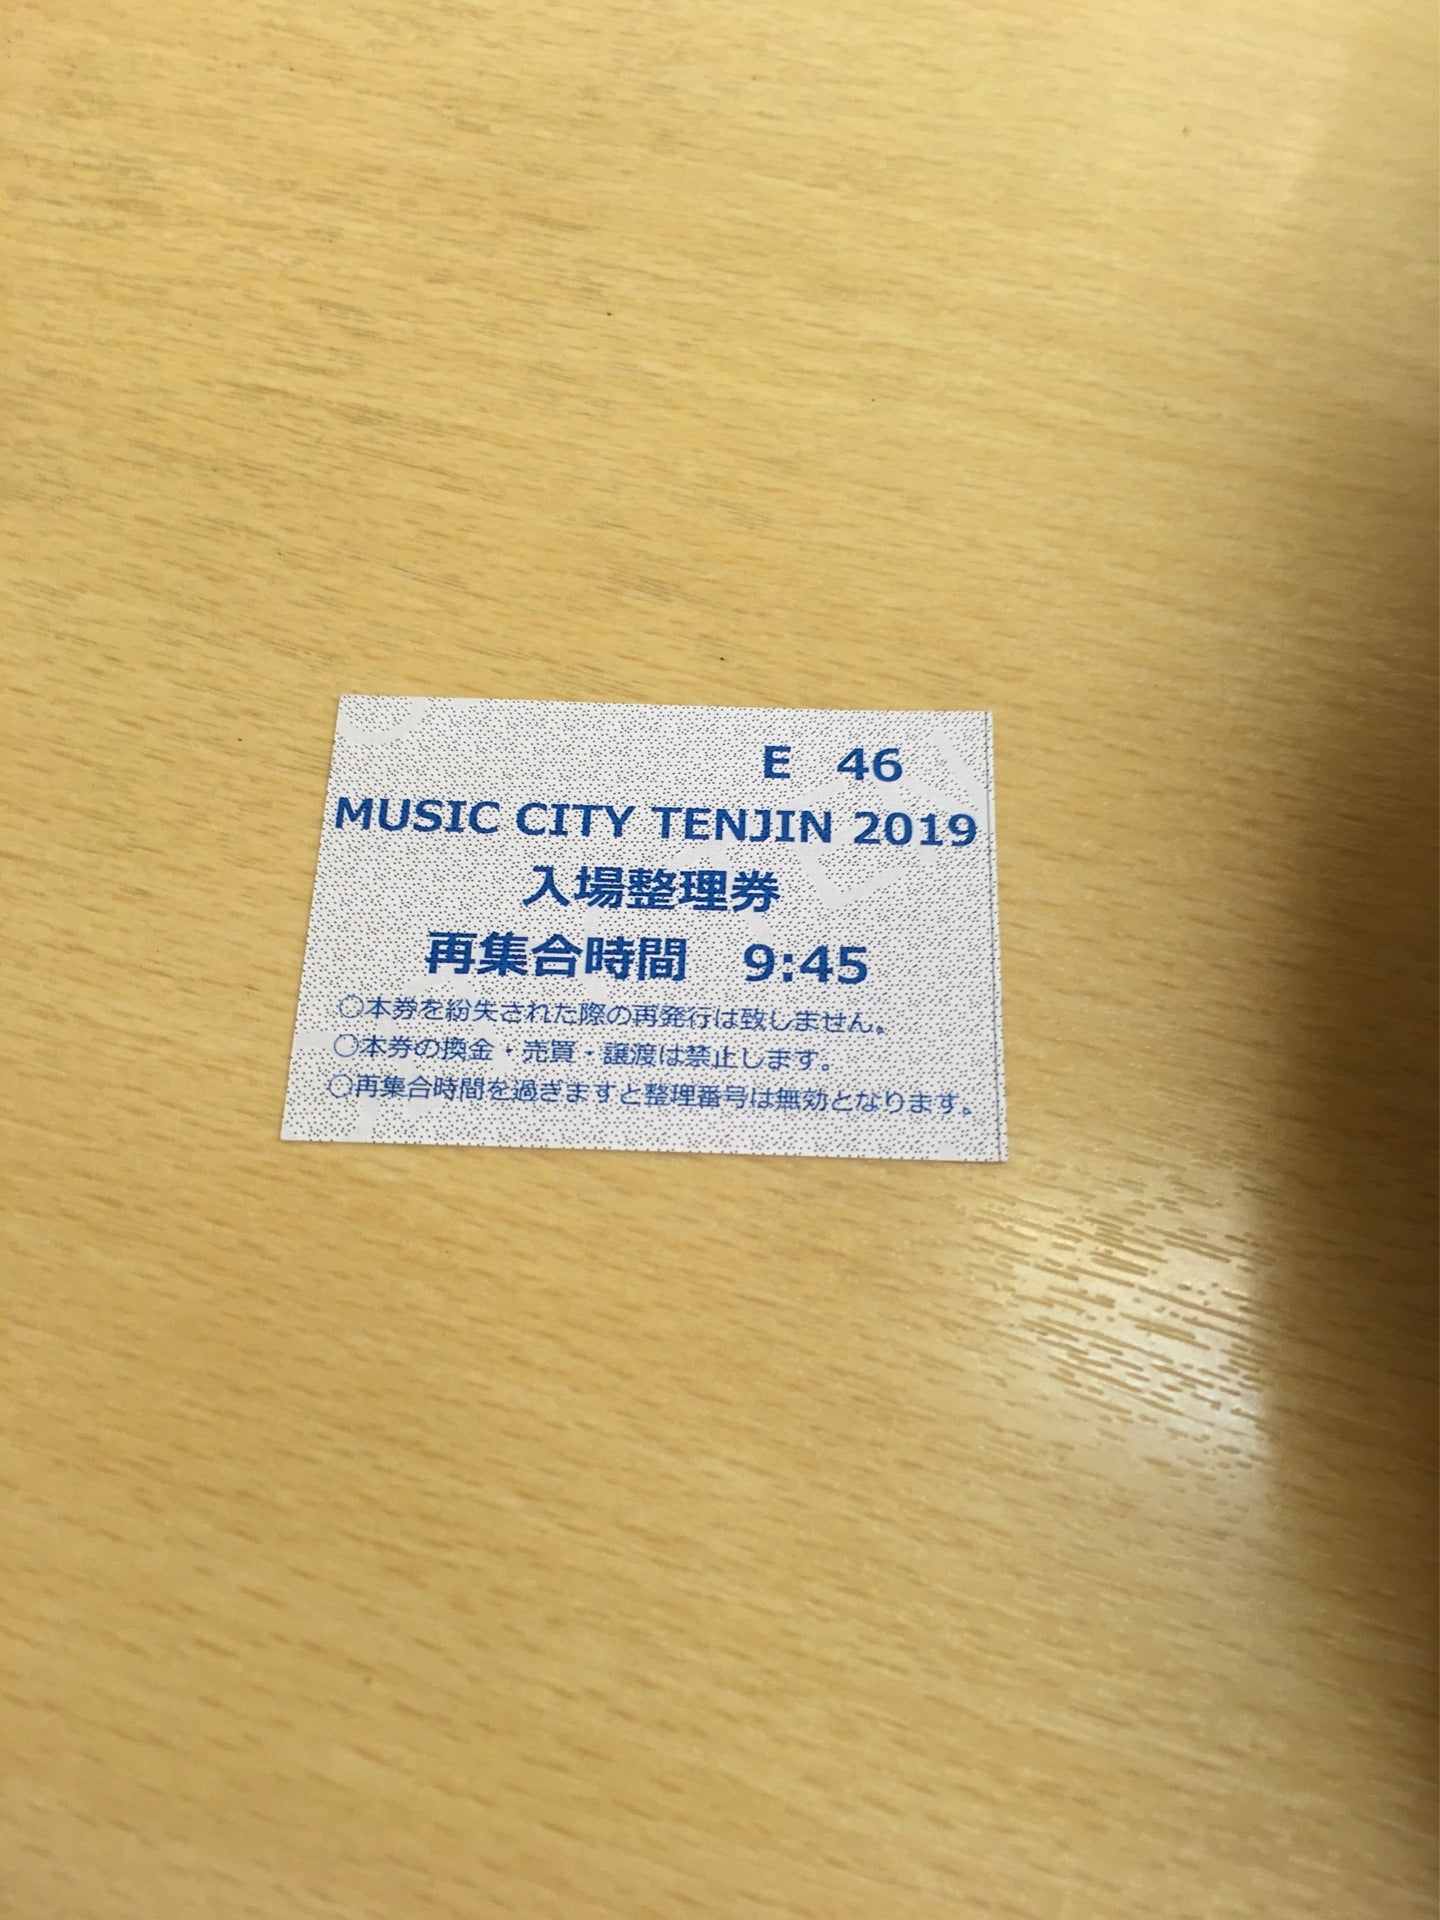 E 46
MUSIC CITY TENJIN 2019
入場整理券
再集合時間 9:45
○本券を紛失された際の再発行は致しません。
○本券の換金・売買・譲渡は禁止します。
○再集合時間を過ぎますと整理番号は無効となります。